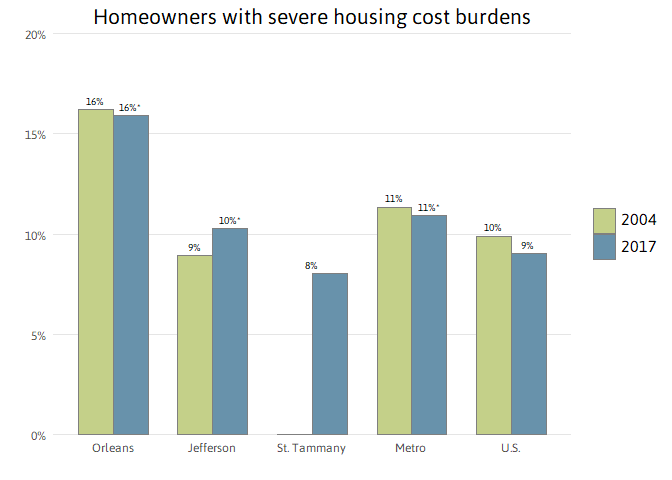 Homeowners with severe housing cost burdens
20%
15%
10%
5%
0%
16%
16%*
9%
10%*
8%
11%
11%*
10%
9%
Orleans
Jefferson
St. Tammany
Metro
U.S.
2004
2017